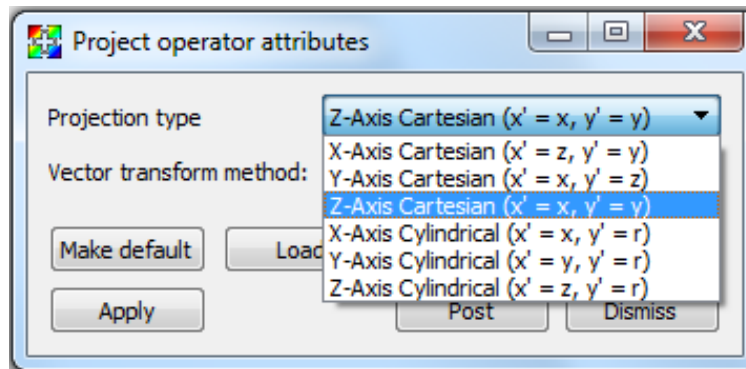 Project operator attributes
Projection type
Z-Axis Cartesian (x' = x, y' = y)
X-Axis Cartesian (x' = z, y' = y)
Vector transform method:
Y-Axis Cartesian (x' = x, y' = z)
Z-Axis Cartesian (x' = x, y' = y)
X-Axis Cylindrical (x' = x, y' = r)
Make default
Load
Y-Axis Cylindrical (x' = y, y' = r)
Z-Axis Cylindrical (x' = z, y' = r)
Apply
Post
Dismiss